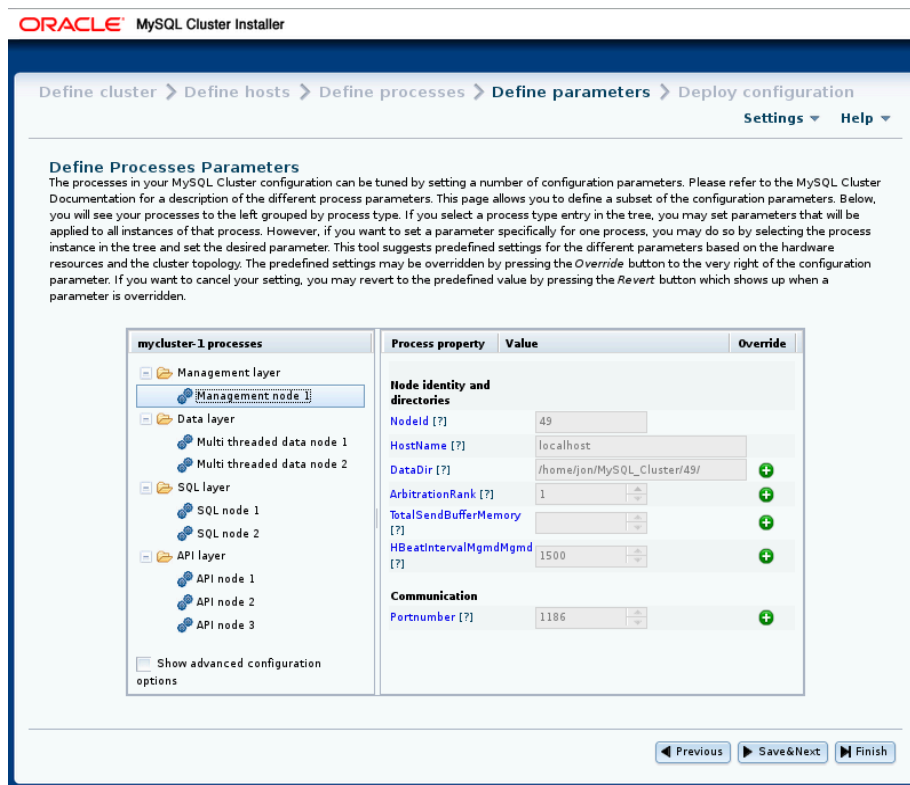 ORACLE® MySQL Cluster Installer
Define cluster > Define hosts > Define processes > Define parameters > Deploy configuration
Settings Help
Define Processes Parameters
The processes in your MySQL Cluster configuration can be tuned by setting a number of configuration parameters. Please refer to the MySQL Cluster
Documentation for a description of the different process parameters. This page allows you to define a subset of the configuration parameters. Below,
you will see your processes to the left grouped by process type. If you select a process type entry in the tree, you may set parameters that will be
applied to all instances of that process. However, if you want to set a parameter specifically for one process, you may do so by selecting the process
instance in the tree and set the desired parameter. This tool suggests predefined settings for the different parameters based on the hardware
resources and the cluster topology. The predefined settings may be overridden by pressing the Override button to the very right of the configuration
parameter. If you want to cancel your setting, you may revert to the predefined value by pressing the Revert button which shows up when a
parameter is overridden.
mycluster-1 processes
Management layer
Management node 1
Data layer
Multi threaded data node 1
Multi threaded data node 2
SQL layer
SQL node 1
SQL node 2
API layer
API node 1
API node 2
API node 3
Show advanced configuration
options
Process property Value Override
Node identity and
directories
NodeId [?] 49
HostName [?] localhost
DataDir [?] /home/jon/MySQL_Cluster/49/
ArbitrationRank [?] 1
TotalSendBufferMemory
[?]
HBeatIntervalMgmdMgmd
[?] 1500
Communication
Portnumber [?] 1186
Previous Save&Next Finish